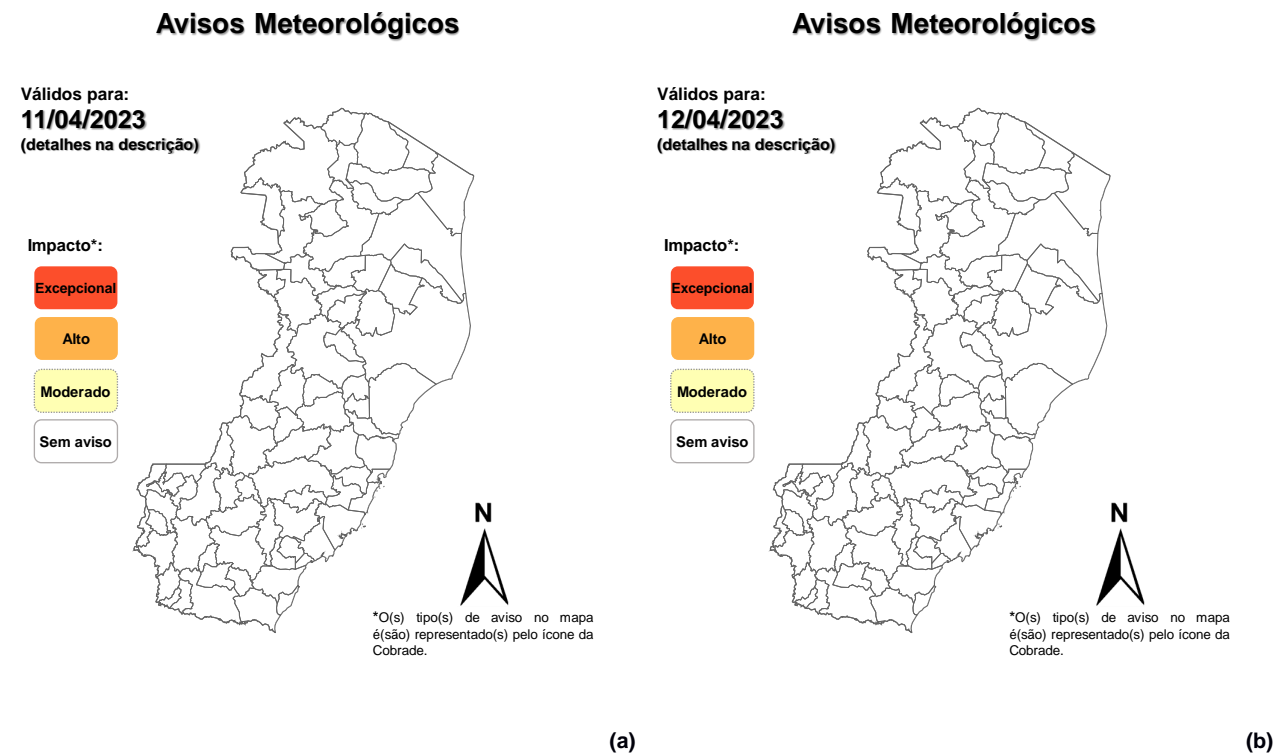 Avisos Meteorológicos
Válidos para:
11/04/2023
(detalhes na descrição)
Impacto*:
Excepcional
Alto
Moderado
Sem aviso
N
*O(s) tipo(s) de aviso no mapa
é(são) representado(s) pelo ícone da
Cobrade.
(a)
Avisos Meteorológicos
Válidos para:
12/04/2023
(detalhes na descrição)
Impacto*:
Excepcional
Alto
Moderado
Sem aviso
N
*O(s) tipo(s) de aviso no mapa
é(são) representado(s) pelo ícone da
Cobrade.
(b)